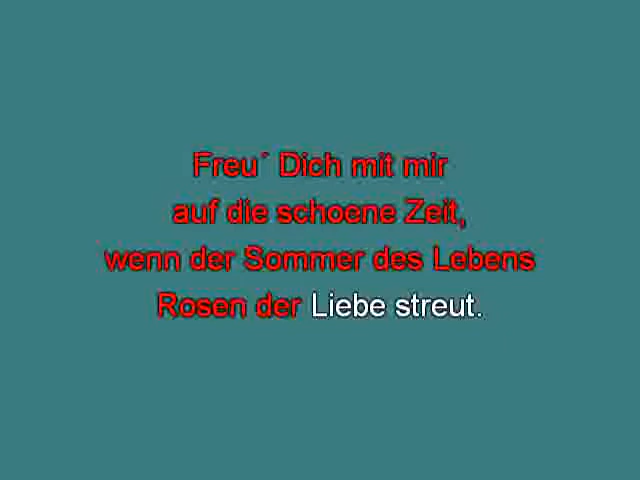 Freu´ Dich mit mir
auf die schoene Zeit,
wenn der Sommer des Lebens
Rosen der Liebe streut.